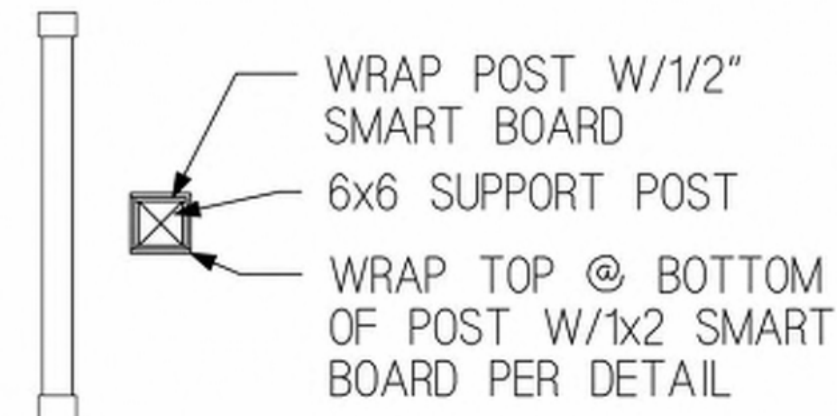 WRAP POST W/1/2"
SMART BOARD
6x6 SUPPORT POST
WRAP TOP @ BOTTOM
OF POST W/1x2 SMART
BOARD PER DETAIL